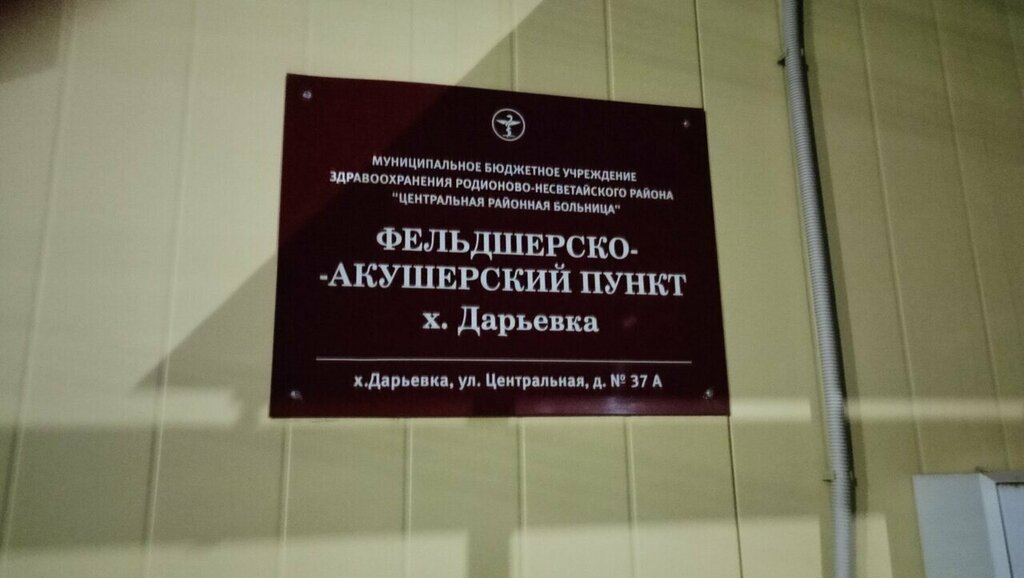 МУНИЦИПАЛЬНОЕ БЮДЖЕТНОЕ УЧРЕЖДЕНИЕ
ЗДРАВООХРАНЕНИЯ РОДИОНОВО-НЕСВЕТАЙСКОГО РАЙОНА
"ЦЕНТРАЛЬНАЯ РАЙОННАЯ БОЛЬНИЦА"
ФЕЛЬДШЕРСКО-
-АКУШЕРСКИЙ ПУНКТ
х. Дарьевка
х.Дарьевка, ул. Центральная, д. № 37 А